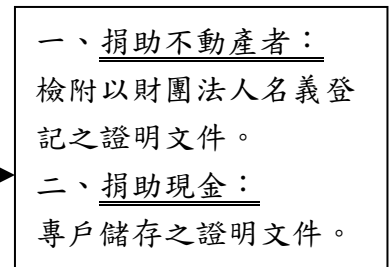 一、捐助不動產者：
檢附以財團法人名義登
記之證明文件。
二、捐助現金：
專戶儲存之證明文件。